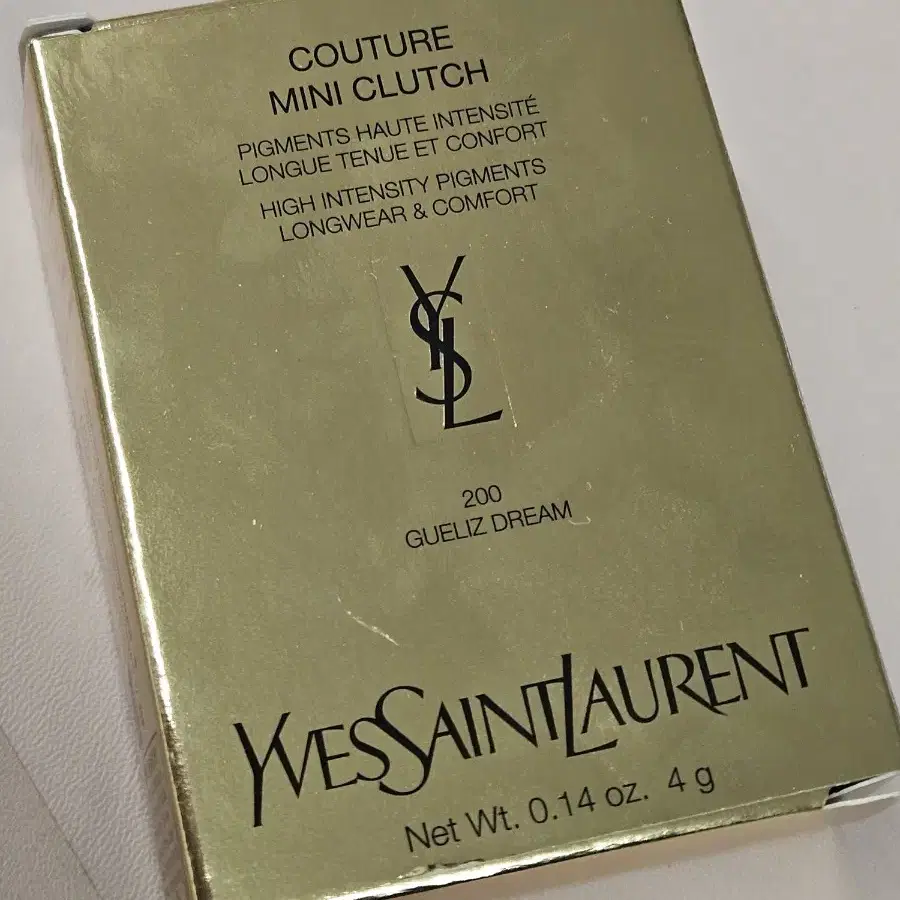 COUTURE
MINI CLUTCH
PIGMENTS HAUTE INTENSITÉ
LONGUE TENUE ET CONFORT
HIGH INTENSITY PIGMENTS
LONGWEAR & COMFORT
YSL
200
GUELIZ DREAM
YVESSAINTLAURENT
Net Wt. 0.14 oz. 4 g